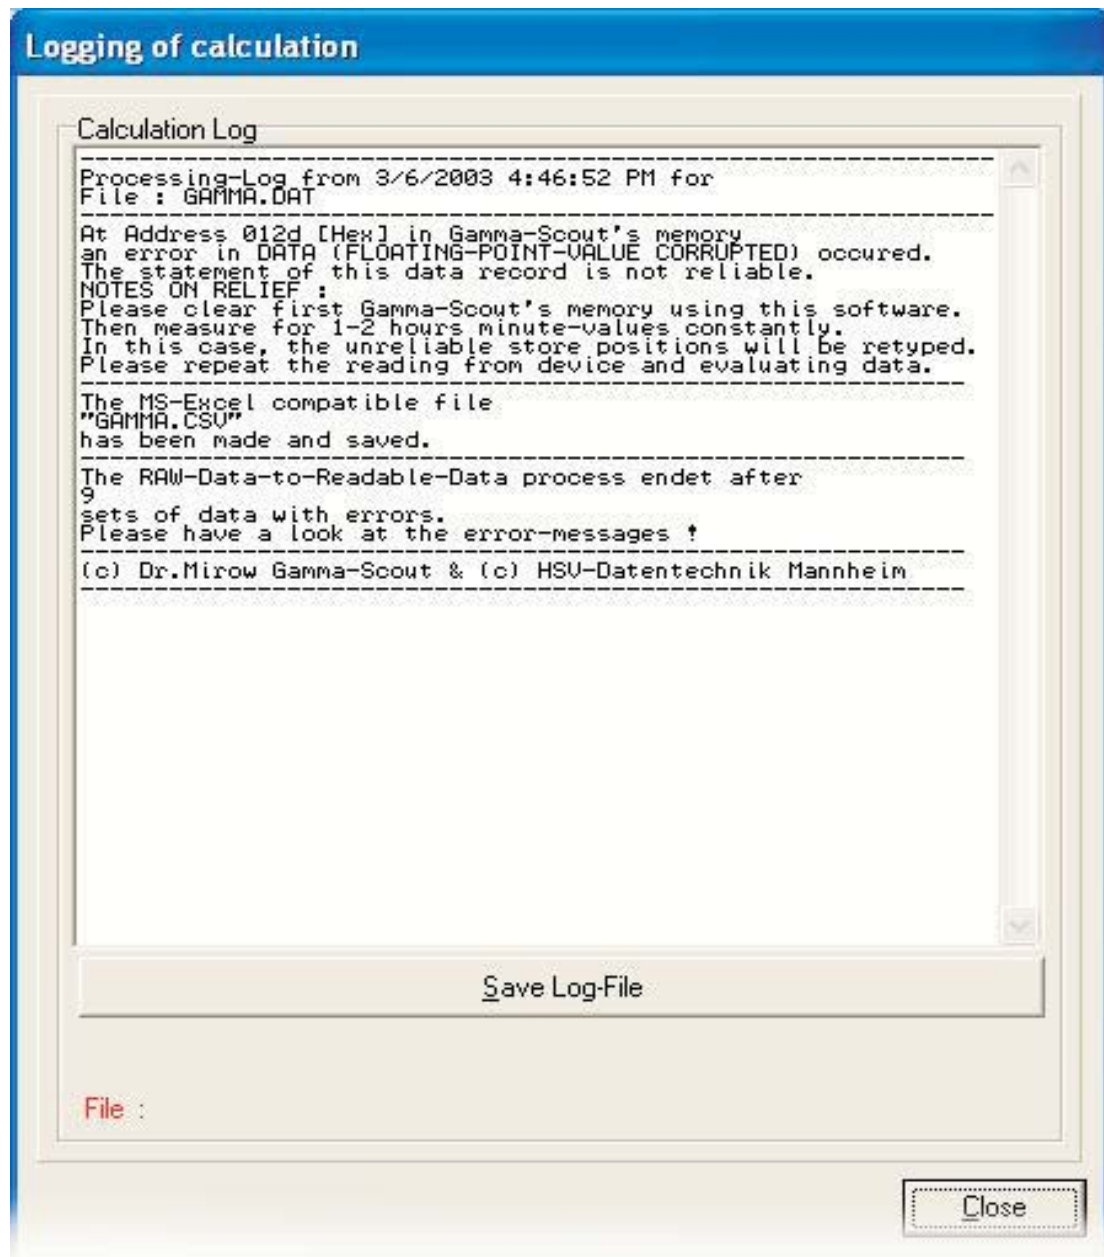 Logging of calculation
Calculation Log
--------------------------------------------------------------
Processing-Log from 3/6/2003 4:46:52 PM for
File : GAMMA.DAT
--------------------------------------------------------------
At Address 012d [Hex] in Gamma-Scout's memory
an error in DATA (FLOATING-POINT-VALUE CORRUPTED) occured.
The statement of this data record is not reliable.
NOTES ON RELIEF :
Please clear first Gamma-Scout's memory using this software.
Then measure for 1-2 hours minute-values constantly.
In this case, the unreliable store positions will be retyped.
Please repeat the reading from device and evaluating data.
------------------------------------------------------------
The MS-Excel compatible file
"GAMMA.CSV"
has been made and saved.
------------------------------------------------------------
The RAW-Data-to-Readable-Data process endet after
9
sets of data with errors.
Please have a look at the error-messages !
------------------------------------------------------------
(c) Dr.Mirow Gamma-Scout & (c) HSV-Datentechnik Mannheim
------------------------------------------------------------
Save Log-File
File :
Close